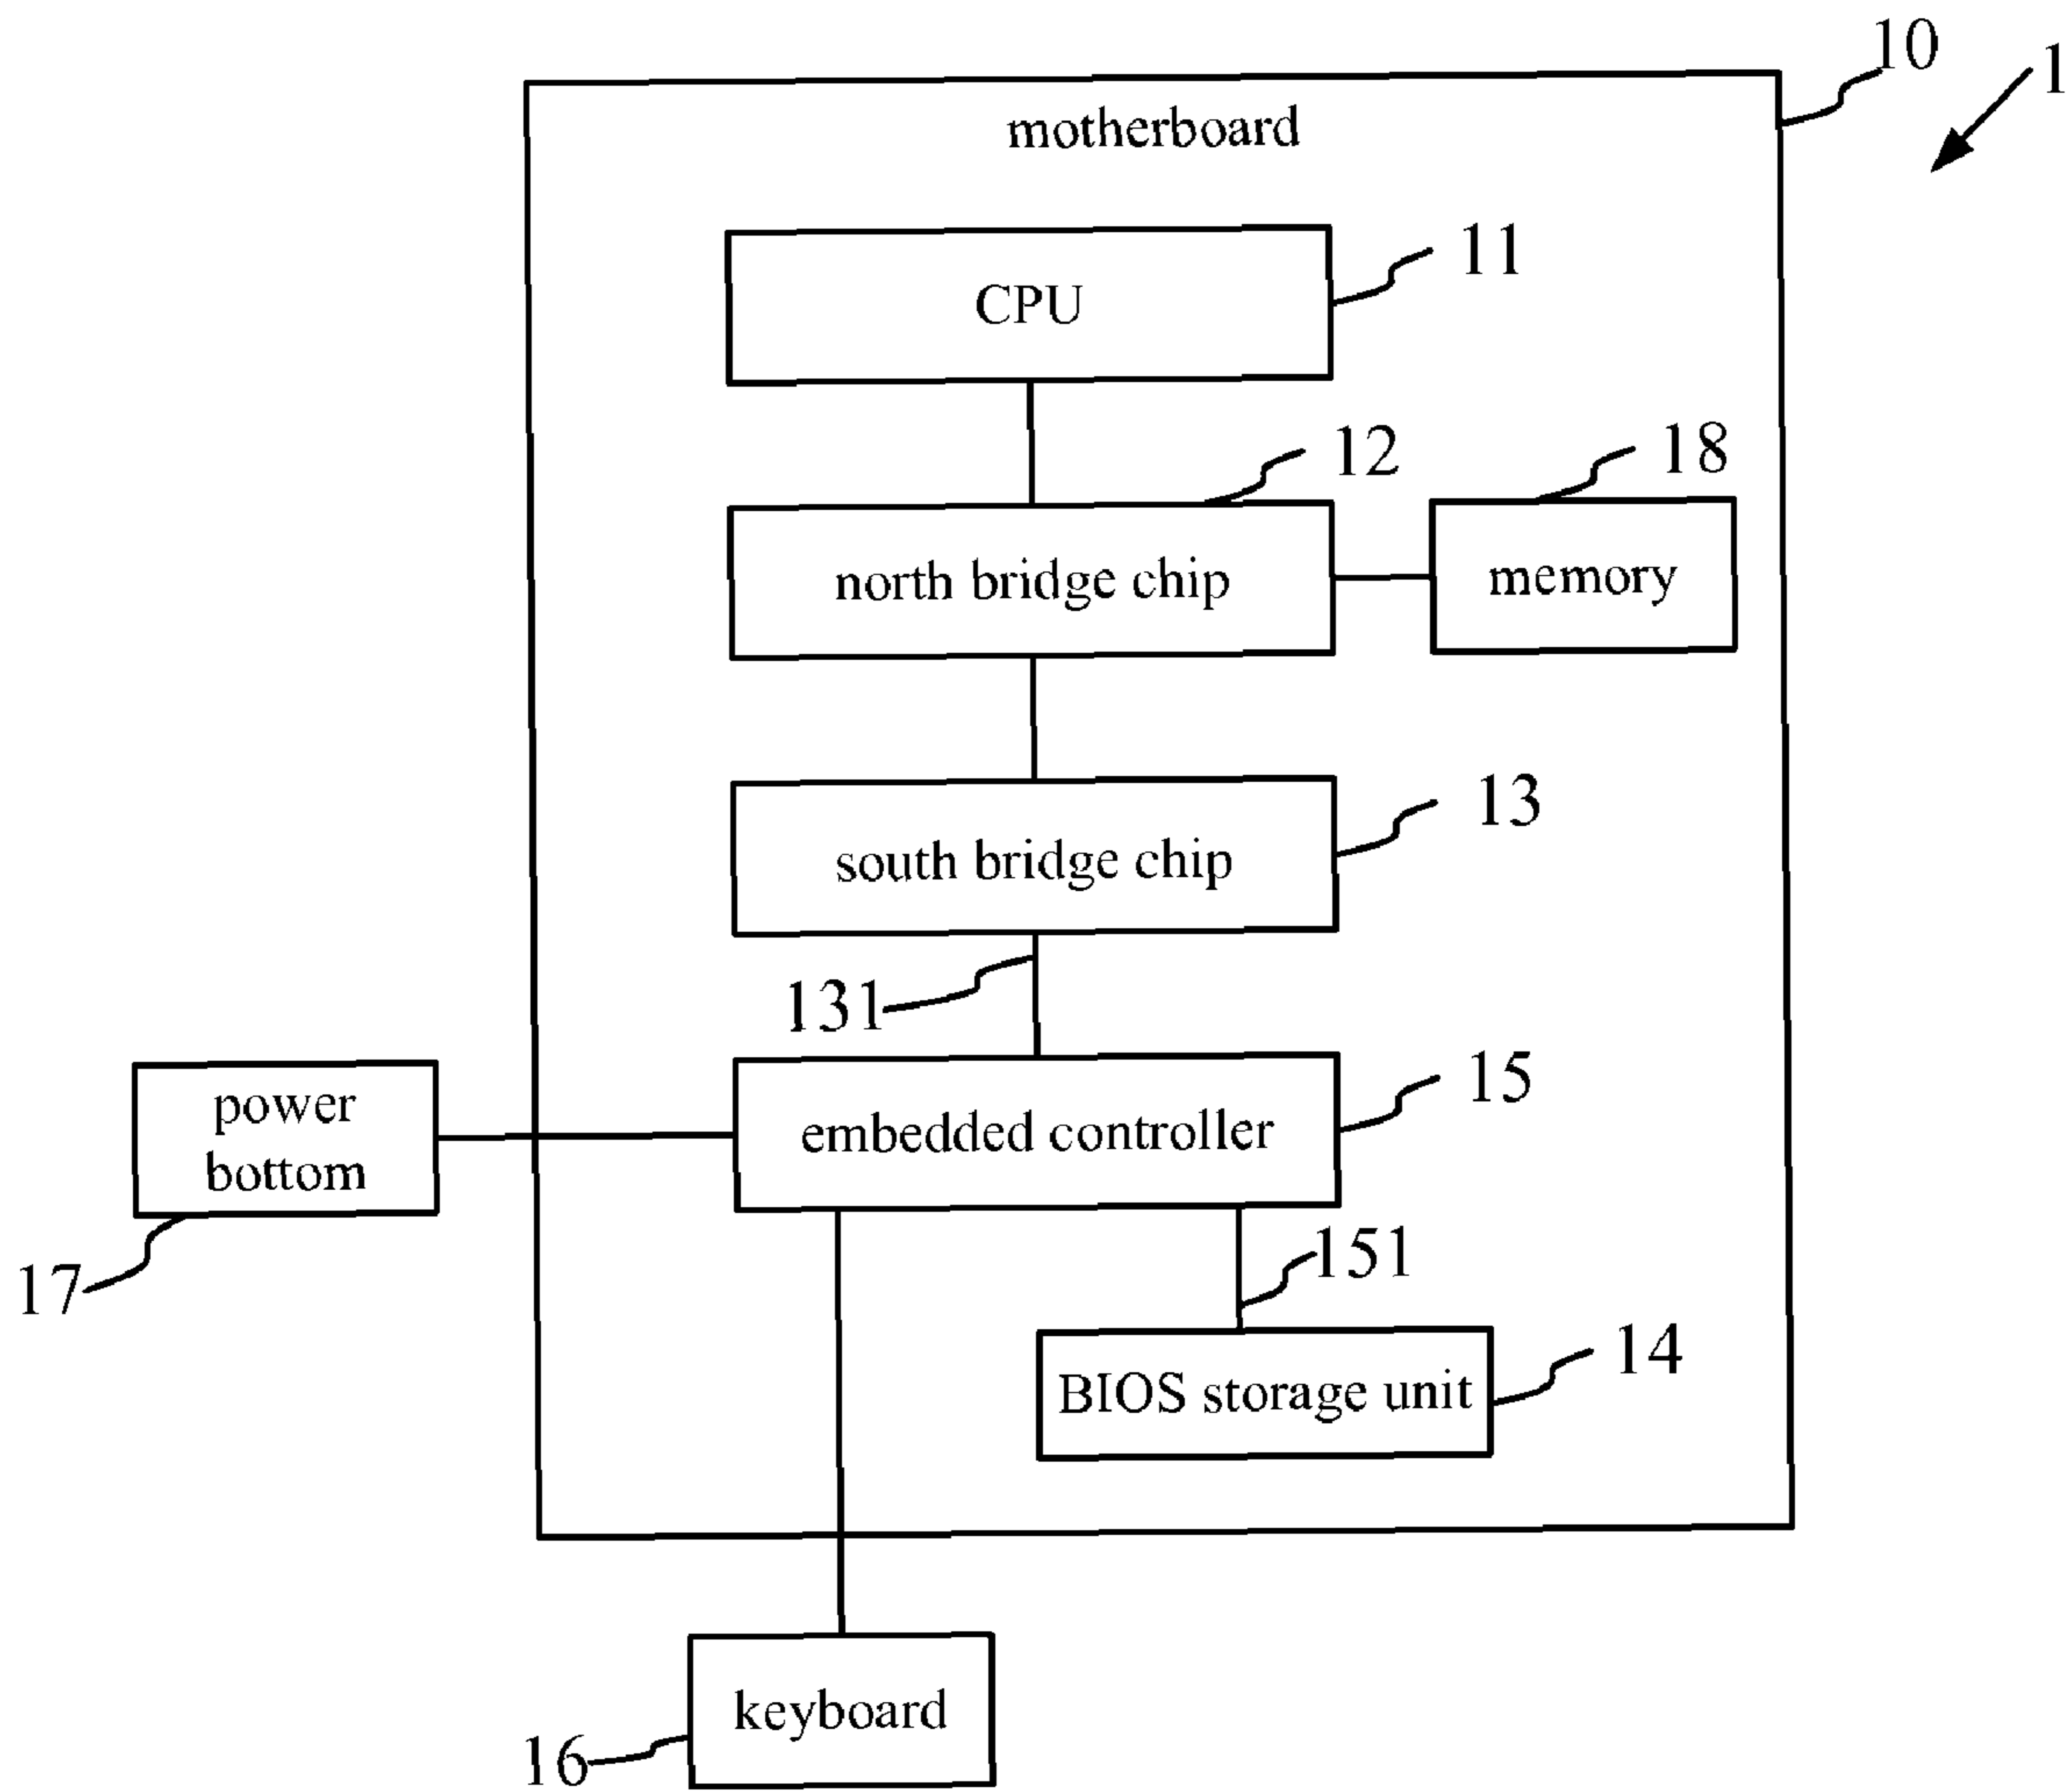 10
1
motherboard
11
CPU
12
18
north bridge chip
memory
13
south bridge chip
131
15
power
bottom
embedded controller
17
151
14
BIOS storage unit
keyboard
16